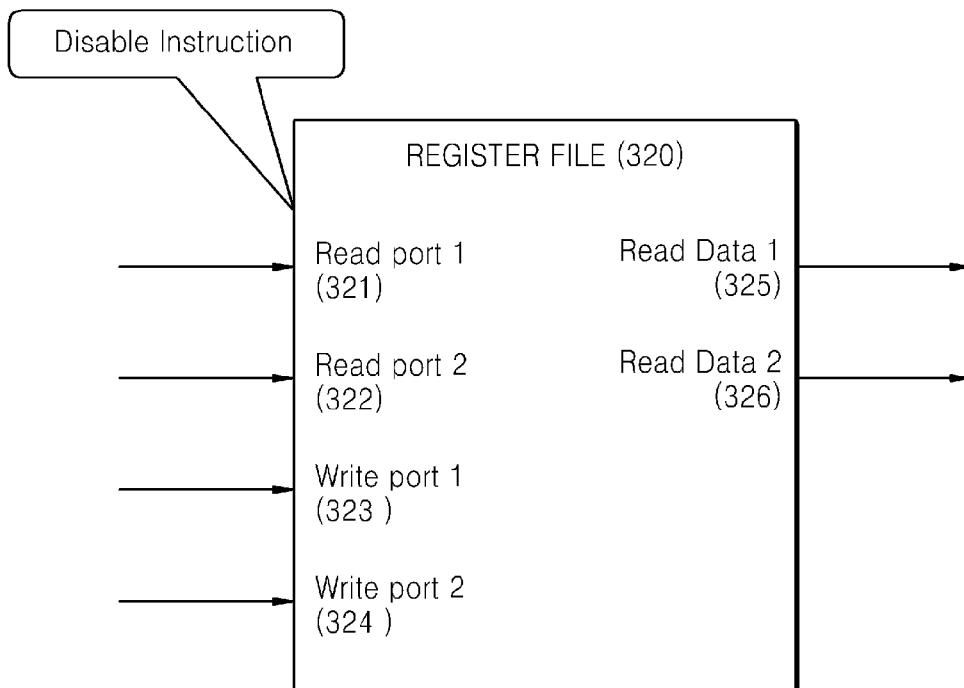 Disable Instruction
REGISTER FILE (320)
Read port 1
(321)
Read Data 1
(325)
Read port 2
(322)
Read Data 2
(326)
Write port 1
(323 )
Write port 2
(324 )